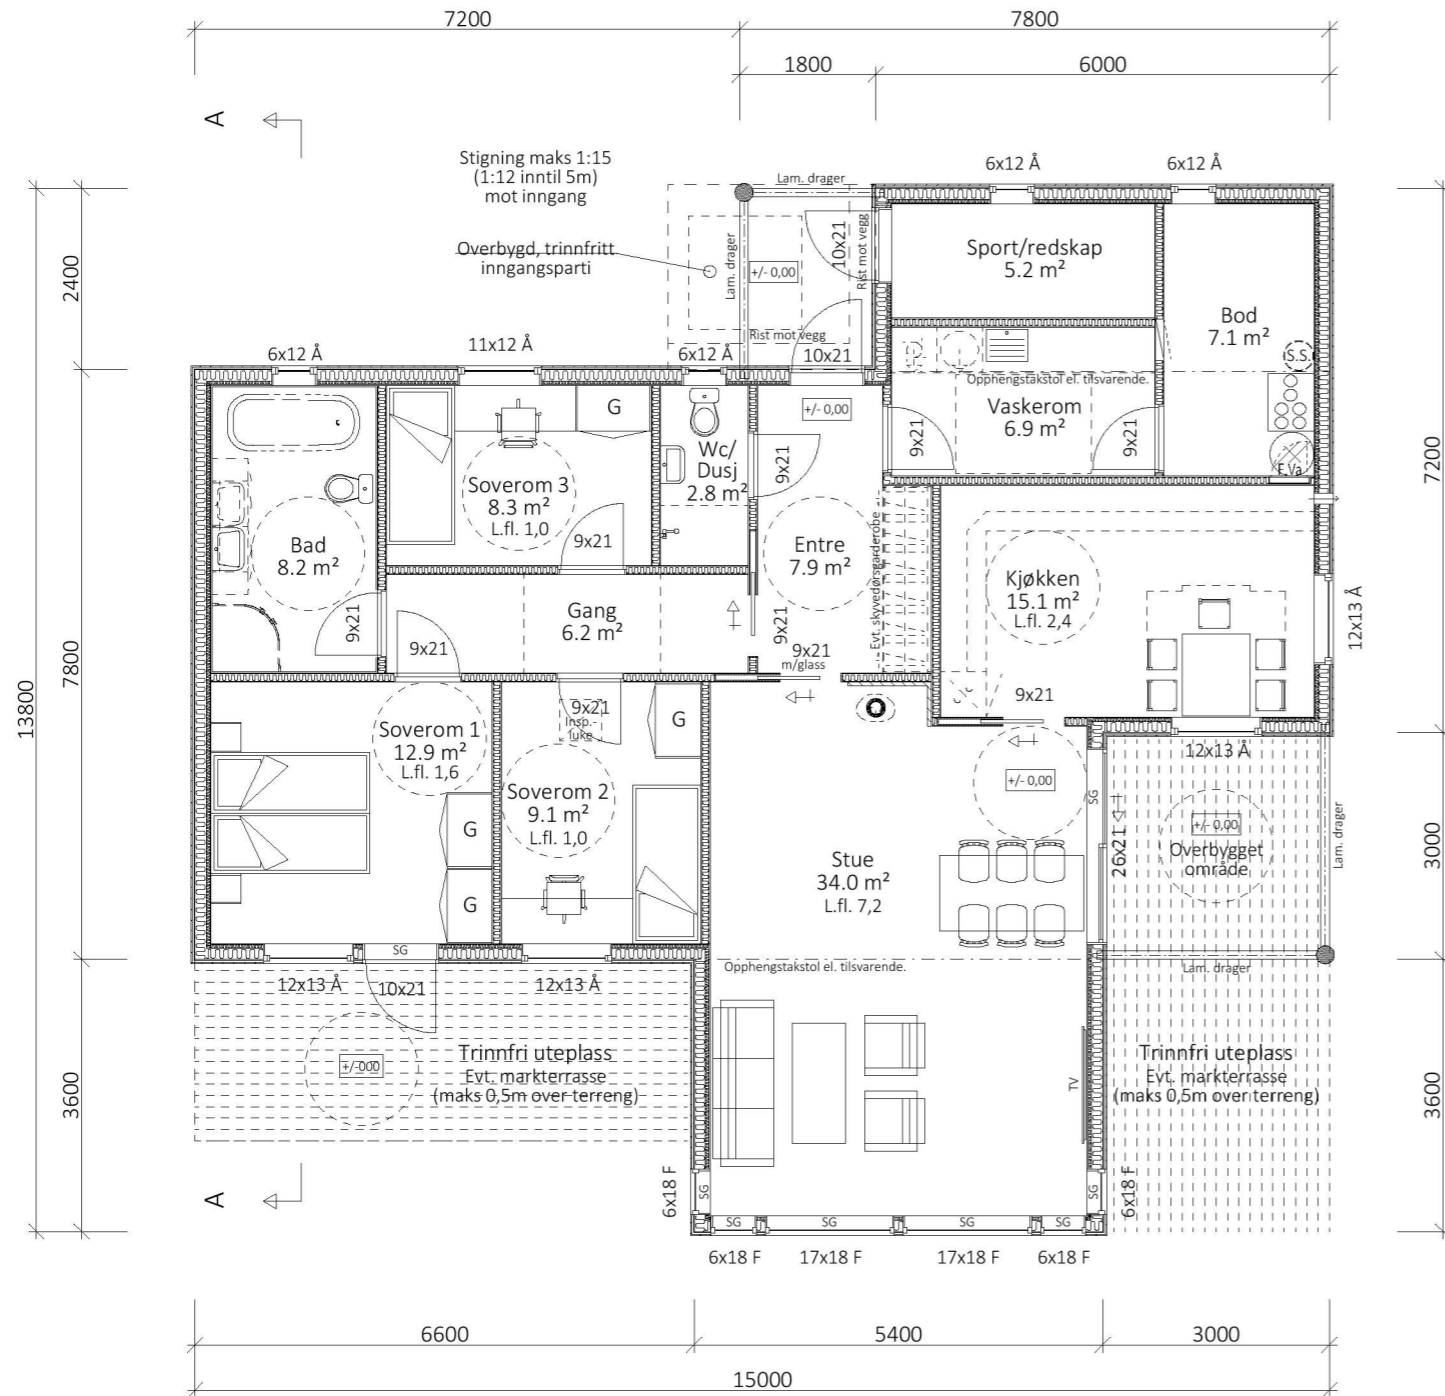 7200
7800
1800
6000
A
Stigning maks 1:15
(1:12 inntil 5m)
mot inngang
Overbygd, trinnfritt
inngangsparti
Lam. drager
Lam. drager
+/- 0,00
10x21
Rist mot vegg
Rist mot vegg
10x21
6x12 Å
6x12 Å
Sport/redskap
5.2 m²
Bod
7.1 m²
S.S.
Opphengstakstol el. tilsvarende.
Vaskerom
6.9 m²
9x21
9x21
F.Va
2400
7800
13800
3600
7200
3000
3600
6x12 Å
11x12 Å
6x12 Å
G
Soverom 3
8.3 m²
L.fl. 1,0
9x21
Wc/
Dusj
2.8 m²
+/- 0,00
9x21
Bad
8.2 m²
9x21
Entre
7.9 m²
Evt. skyvedørsgarderobe
Gang
6.2 m²
9x21
9x21
m/glass
9x21
Kjøkken
15.1 m²
L.fl. 2,4
9x21
12x13 Å
12x13 Å
Soverom 1
12.9 m²
L.fl. 1,6
G
G
9x21
Insp.-
luke
G
Soverom 2
9.1 m²
L.fl. 1,0
Stue
34.0 m²
L.fl. 7,2
+/- 0,00
SG
26x21
+/- 0,00
Overbygget
område
Lam. drager
Lam. drager
SG
12x13 Å
10x21
12x13 Å
Opphengstakstol el. tilsvarende.
+/-000
Trinnfri uteplass
Evt. markterrasse
(maks 0,5m over terreng)
TV
Trinnfri uteplass
Evt. markterrasse
(maks 0,5m over terreng)
A
6x18 F
SG
SG
6x18 F
SG
SG
SG
SG
6x18 F
17x18 F
17x18 F
6x18 F
6600
5400
3000
15000